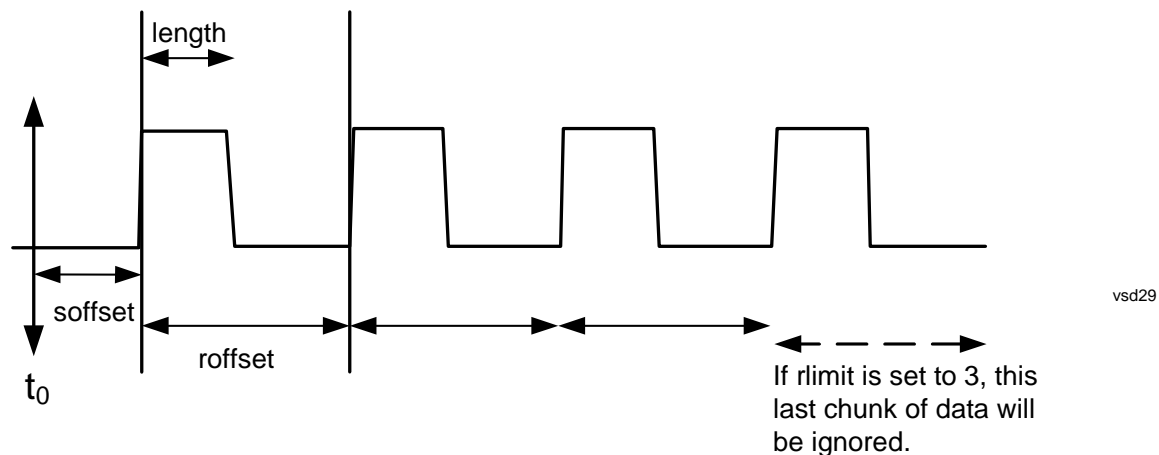 length
soffset
roffset
t₀
vsd29
If rlimit is set to 3, this
last chunk of data will
be ignored.